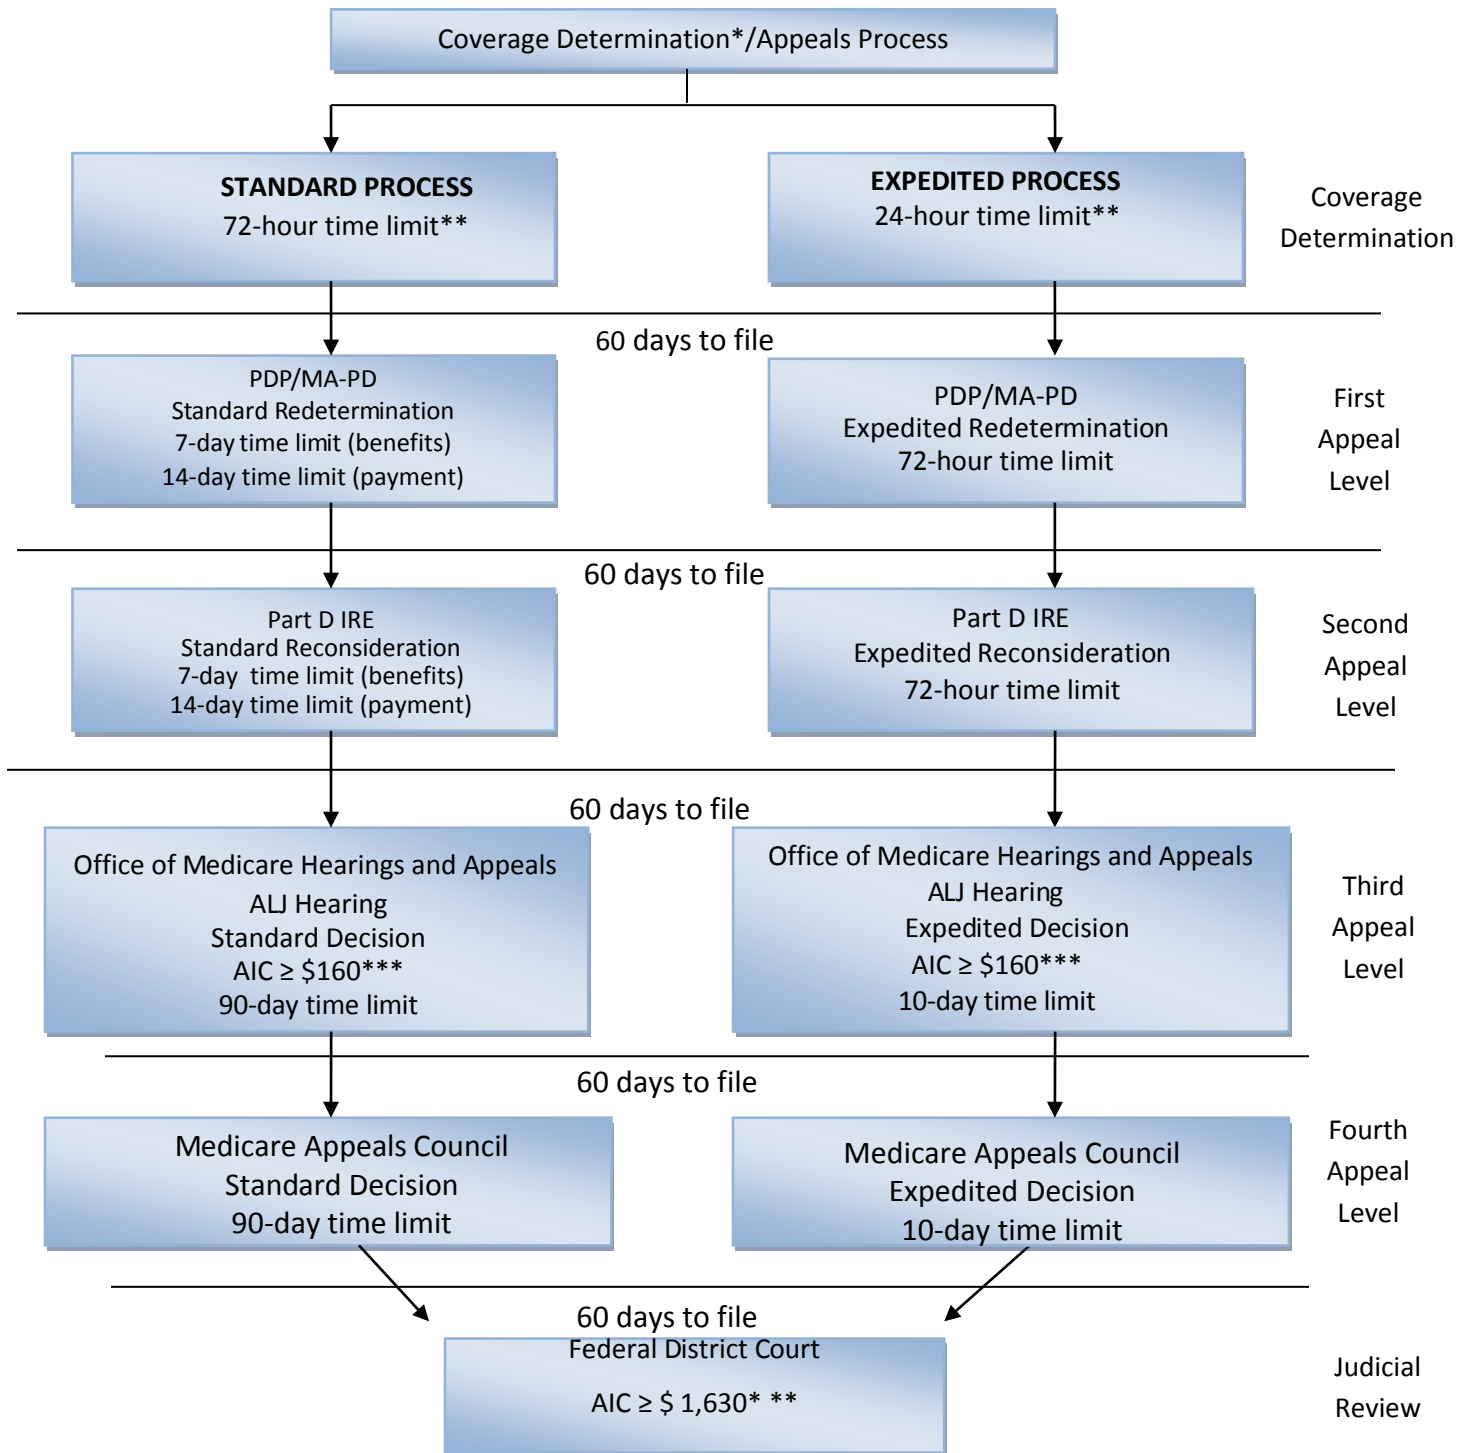 Coverage Determination*/Appeals Process
STANDARD PROCESS
72-hour time limit**
EXPEDITED PROCESS
24-hour time limit**
Coverage
Determination
60 days to file
PDP/MA-PD
Standard Redetermination
7-day time limit (benefits)
14-day time limit (payment)
PDP/MA-PD
Expedited Redetermination
72-hour time limit
First
Appeal
Level
60 days to file
Part D IRE
Standard Reconsideration
7-day time limit (benefits)
14-day time limit (payment)
Part D IRE
Expedited Reconsideration
72-hour time limit
Second
Appeal
Level
60 days to file
Office of Medicare Hearings and Appeals
ALJ Hearing
Standard Decision
AIC ≥ $160***
90-day time limit
Office of Medicare Hearings and Appeals
ALJ Hearing
Expedited Decision
AIC ≥ $160***
10-day time limit
Third
Appeal
Level
60 days to file
Medicare Appeals Council
Standard Decision
90-day time limit
Medicare Appeals Council
Expedited Decision
10-day time limit
Fourth
Appeal
Level
60 days to file
Federal District Court
AIC ≥ $ 1,630* **
Judicial
Review